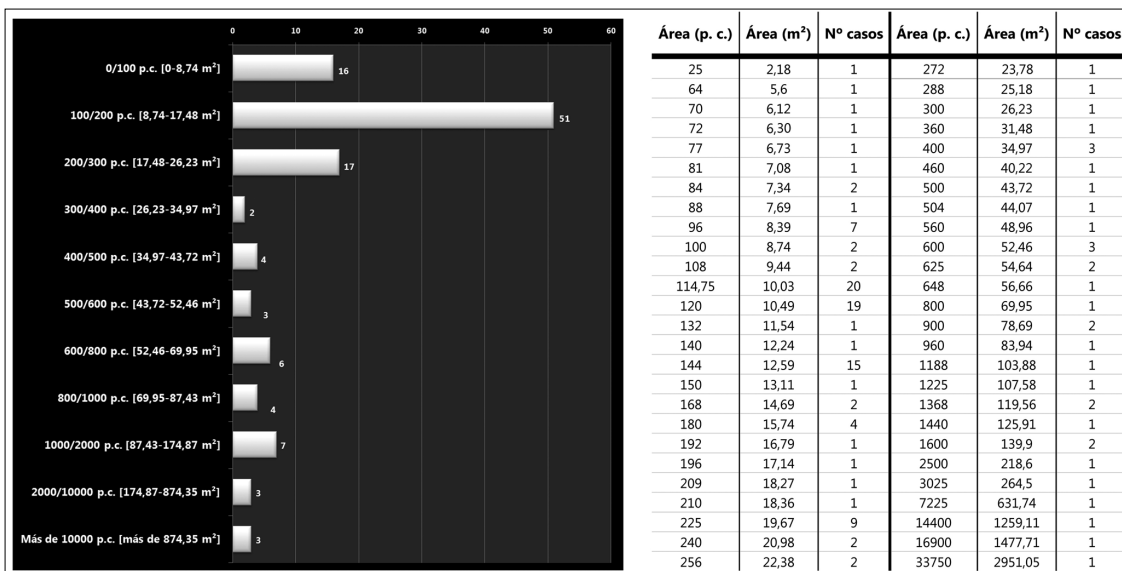 0 10 20 30 40 50 60
0/100 p.c. [0-8,74 m²] 16
100/200 p.c. [8,74-17,48 m²] 51
200/300 p.c. [17,48-26,23 m²] 17
300/400 p.c. [26,23-34,97 m²] 2
400/500 p.c. [34,97-43,72 m²] 4
500/600 p.c. [43,72-52,46 m²] 3
600/800 p.c. [52,46-69,95 m²] 6
800/1000 p.c. [69,95-87,43 m²] 4
1000/2000 p.c. [87,43-174,87 m²] 7
2000/10000 p.c. [174,87-874,35 m²] 3
Más de 10000 p.c. [más de 874,35 m²] 3
Área (p. c.) Área (m²) Nº casos Área (p. c.) Área (m²) Nº casos
25 2,18 1 272 23,78 1
64 5,6 1 288 25,18 1
70 6,12 1 300 26,23 1
72 6,30 1 360 31,48 1
77 6,73 1 400 34,97 3
81 7,08 1 460 40,22 1
84 7,34 2 500 43,72 1
88 7,69 1 504 44,07 1
96 8,39 7 560 48,96 1
100 8,74 2 600 52,46 3
108 9,44 2 625 54,64 2
114,75 10,03 20 648 56,66 1
120 10,49 19 800 69,95 1
132 11,54 1 900 78,69 2
140 12,24 1 960 83,94 1
144 12,59 15 1188 103,88 1
150 13,11 1 1225 107,58 1
168 14,69 2 1368 119,56 2
180 15,74 4 1440 125,91 1
192 16,79 1 1600 139,9 2
196 17,14 1 2500 218,6 1
209 18,27 1 3025 264,5 1
210 18,36 1 7225 631,74 1
225 19,67 9 14400 1259,11 1
240 20,98 2 16900 1477,71 1
256 22,38 2 33750 2951,05 1